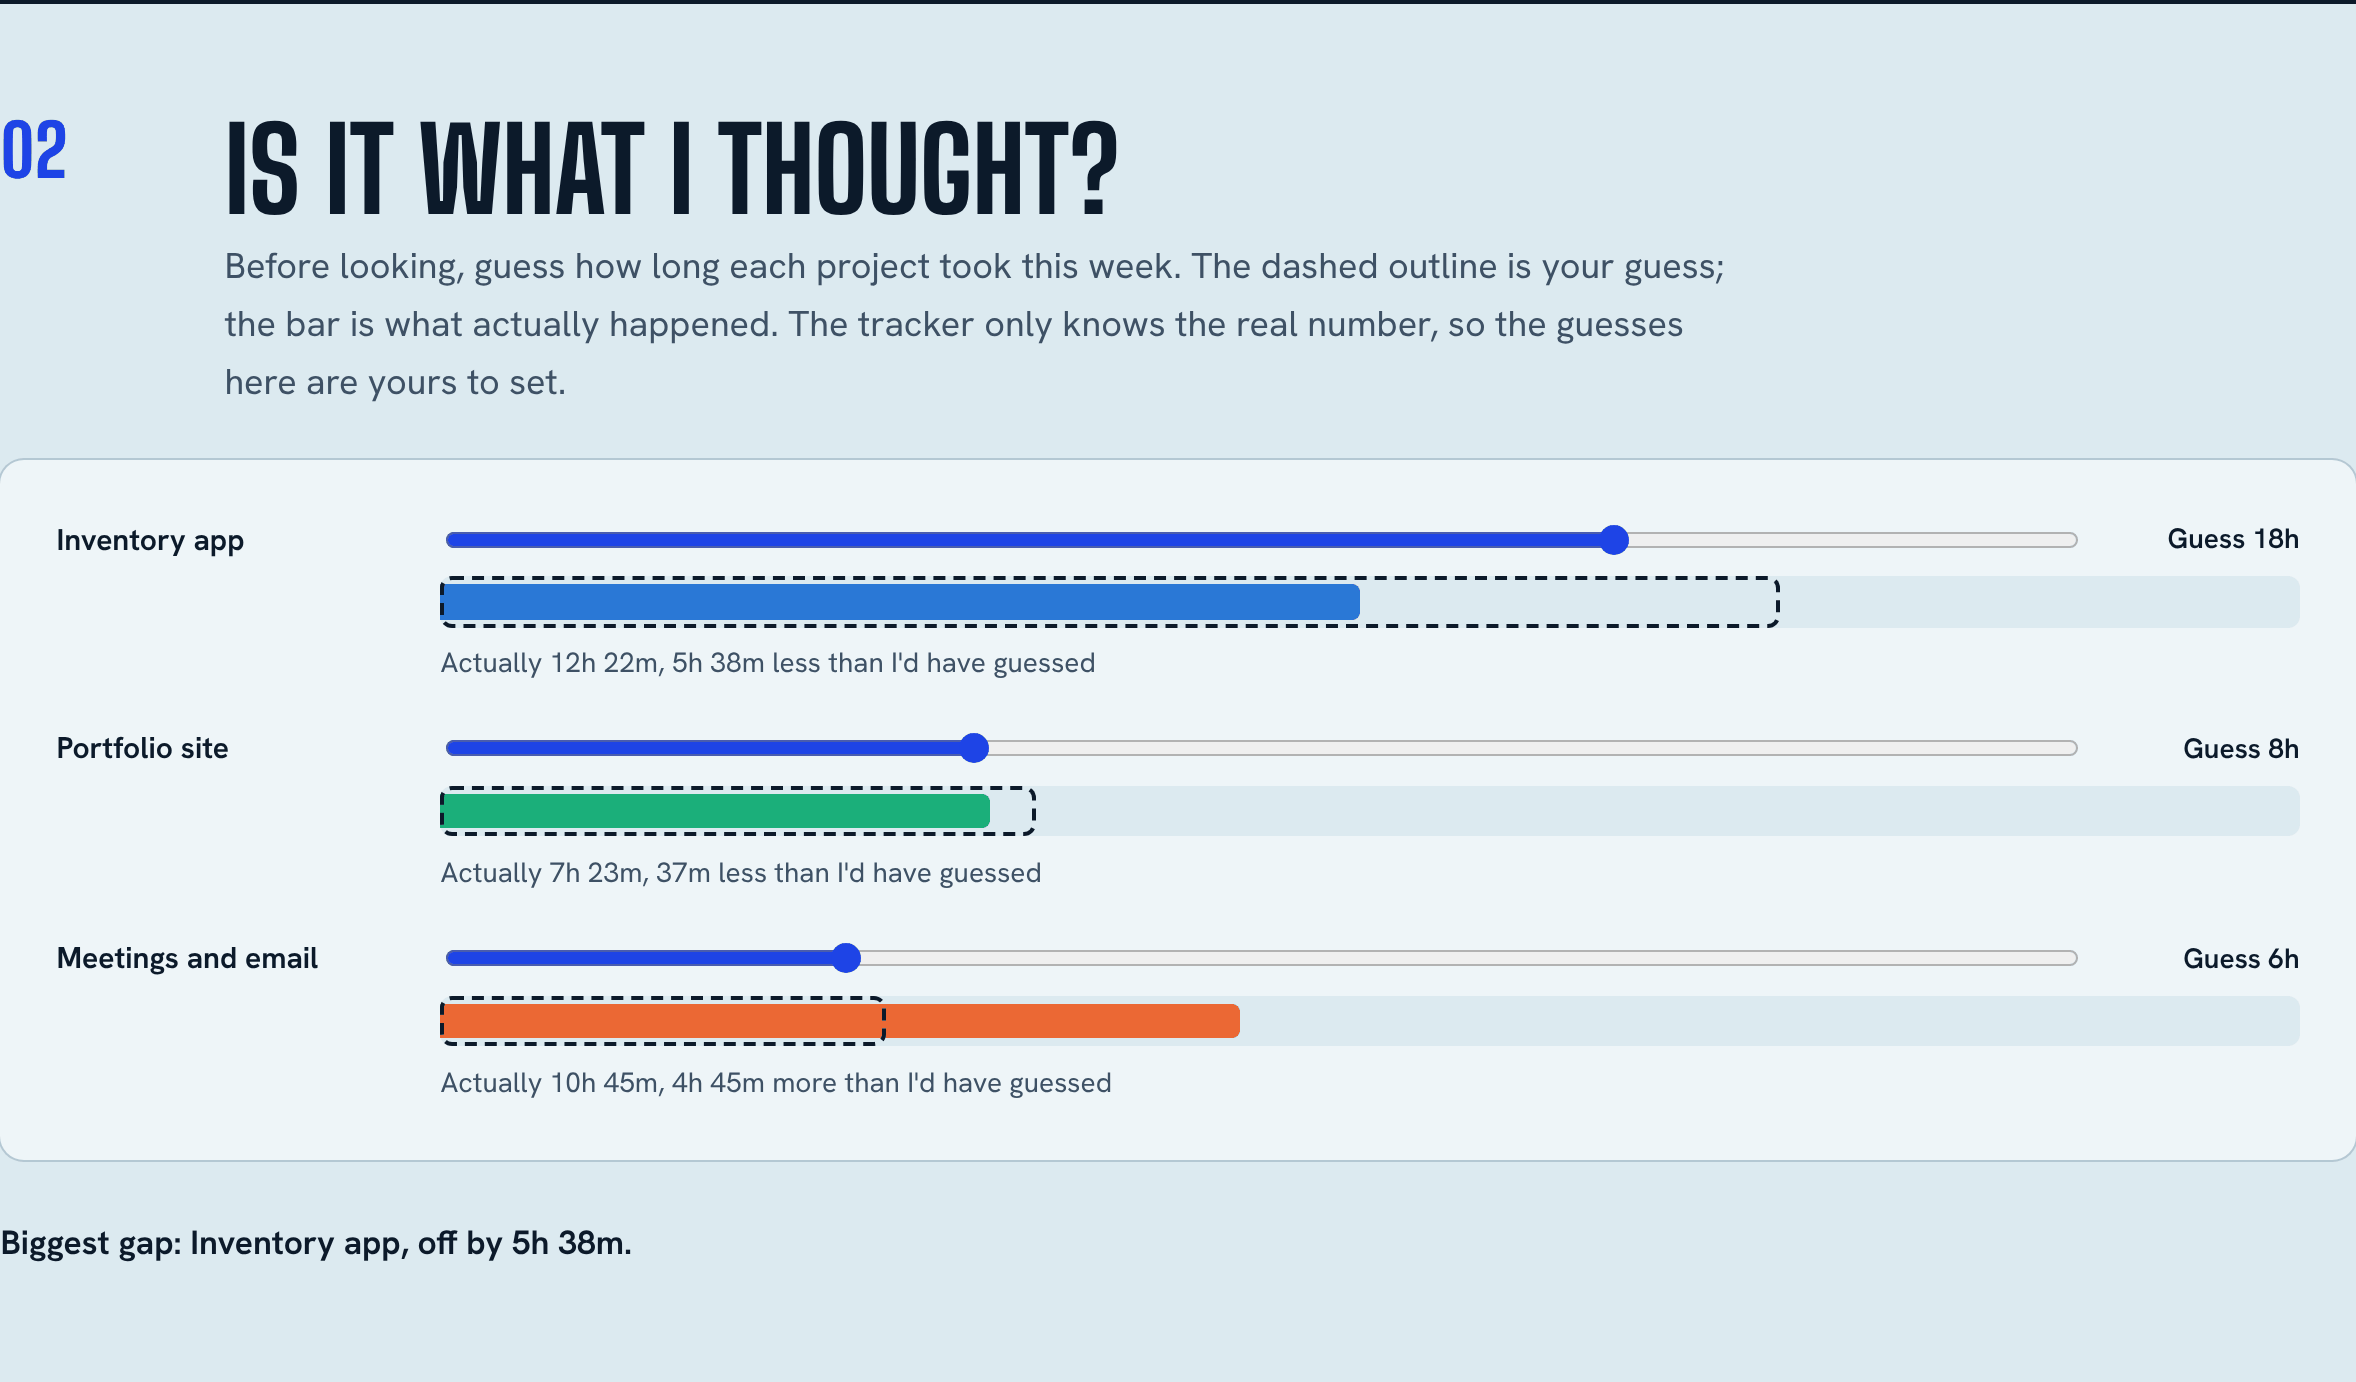 02
IS IT WHAT I THOUGHT?
Before looking, guess how long each project took this week. The dashed outline is your guess;
the bar is what actually happened. The tracker only knows the real number, so the guesses
here are yours to set.
Inventory app
Guess 18h
Actually 12h 22m, 5h 38m less than I'd have guessed
Portfolio site
Guess 8h
Actually 7h 23m, 37m less than I'd have guessed
Meetings and email
Guess 6h
Actually 10h 45m, 4h 45m more than I'd have guessed
Biggest gap: Inventory app, off by 5h 38m.